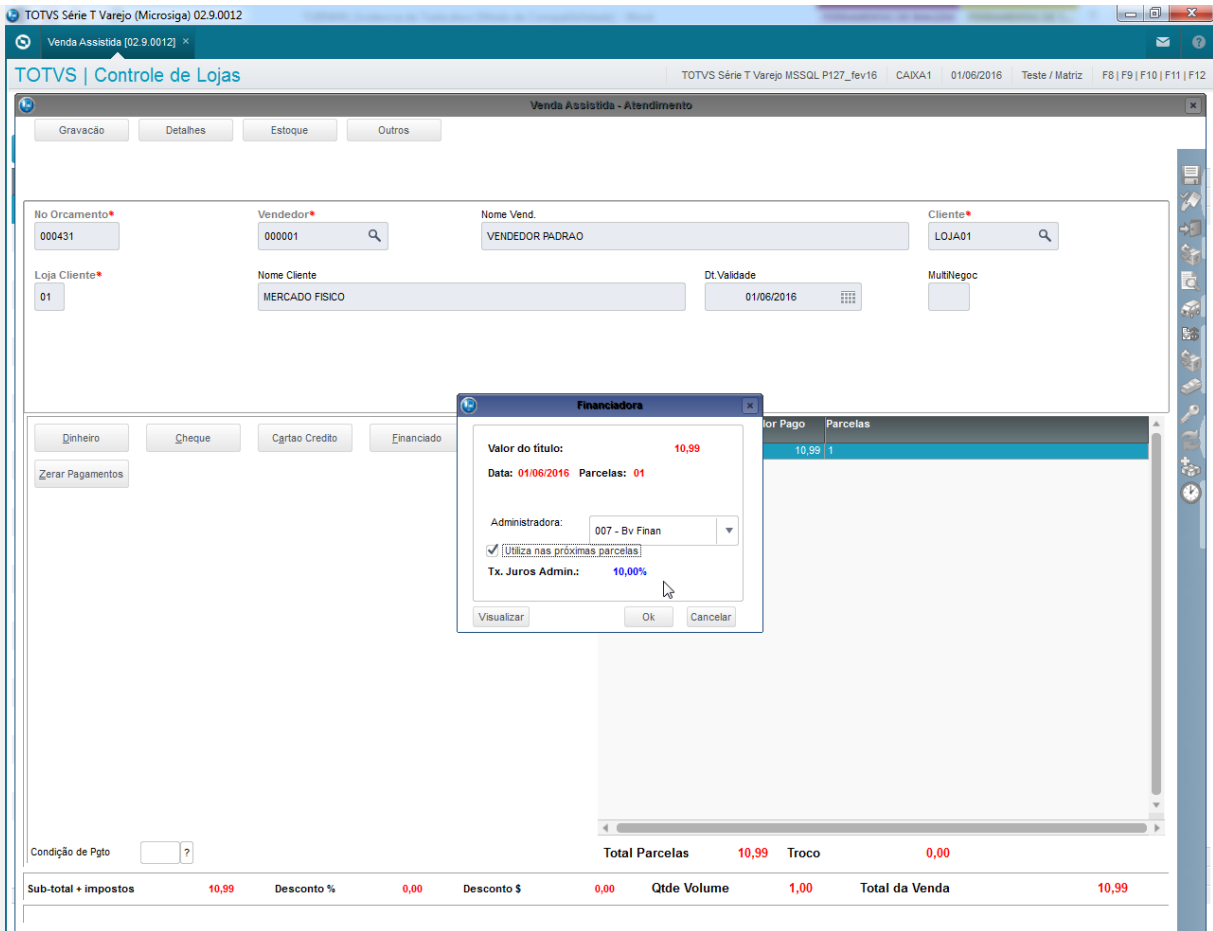 TOTVS Série T Varejo (Microsiga) 02.9.0012
Venda Assistida [02.9.0012] ×
TOTVS | Controle de Lojas
TOTVS Série T Varejo MSSQL P127_fev16 CAIXA1 01/06/2016 Teste / Matriz F8 | F9 | F10 | F11 | F12
Venda Assistida - Atendimento
Gravacão Detalhes Estoque Outros
No Orcamento* Vendedor* Nome Vend. Cliente*
000431 000001 VENDEDOR PADRAO LOJA01
Loja Cliente* Nome Cliente Dt.Validade MultiNegoc
01 MERCADO FISICO 01/06/2016
Financiadora
Dinheiro Cheque Cartao Credito Financiado
lor Pago Parcelas
10,99 1
Zerar Pagamentos
Valor do título: 10,99
Data: 01/06/2016 Parcelas: 01
Administradora: 007 - Bv Finan
Utiliza nas próximas parcelas
Tx. Juros Admin.: 10,00%
Visualizar Ok Cancelar
Condição de Pgto ?
Total Parcelas 10,99 Troco 0,00
Sub-total + impostos 10,99 Desconto % 0,00 Desconto $ 0,00 Qtde Volume 1,00 Total da Venda 10,99